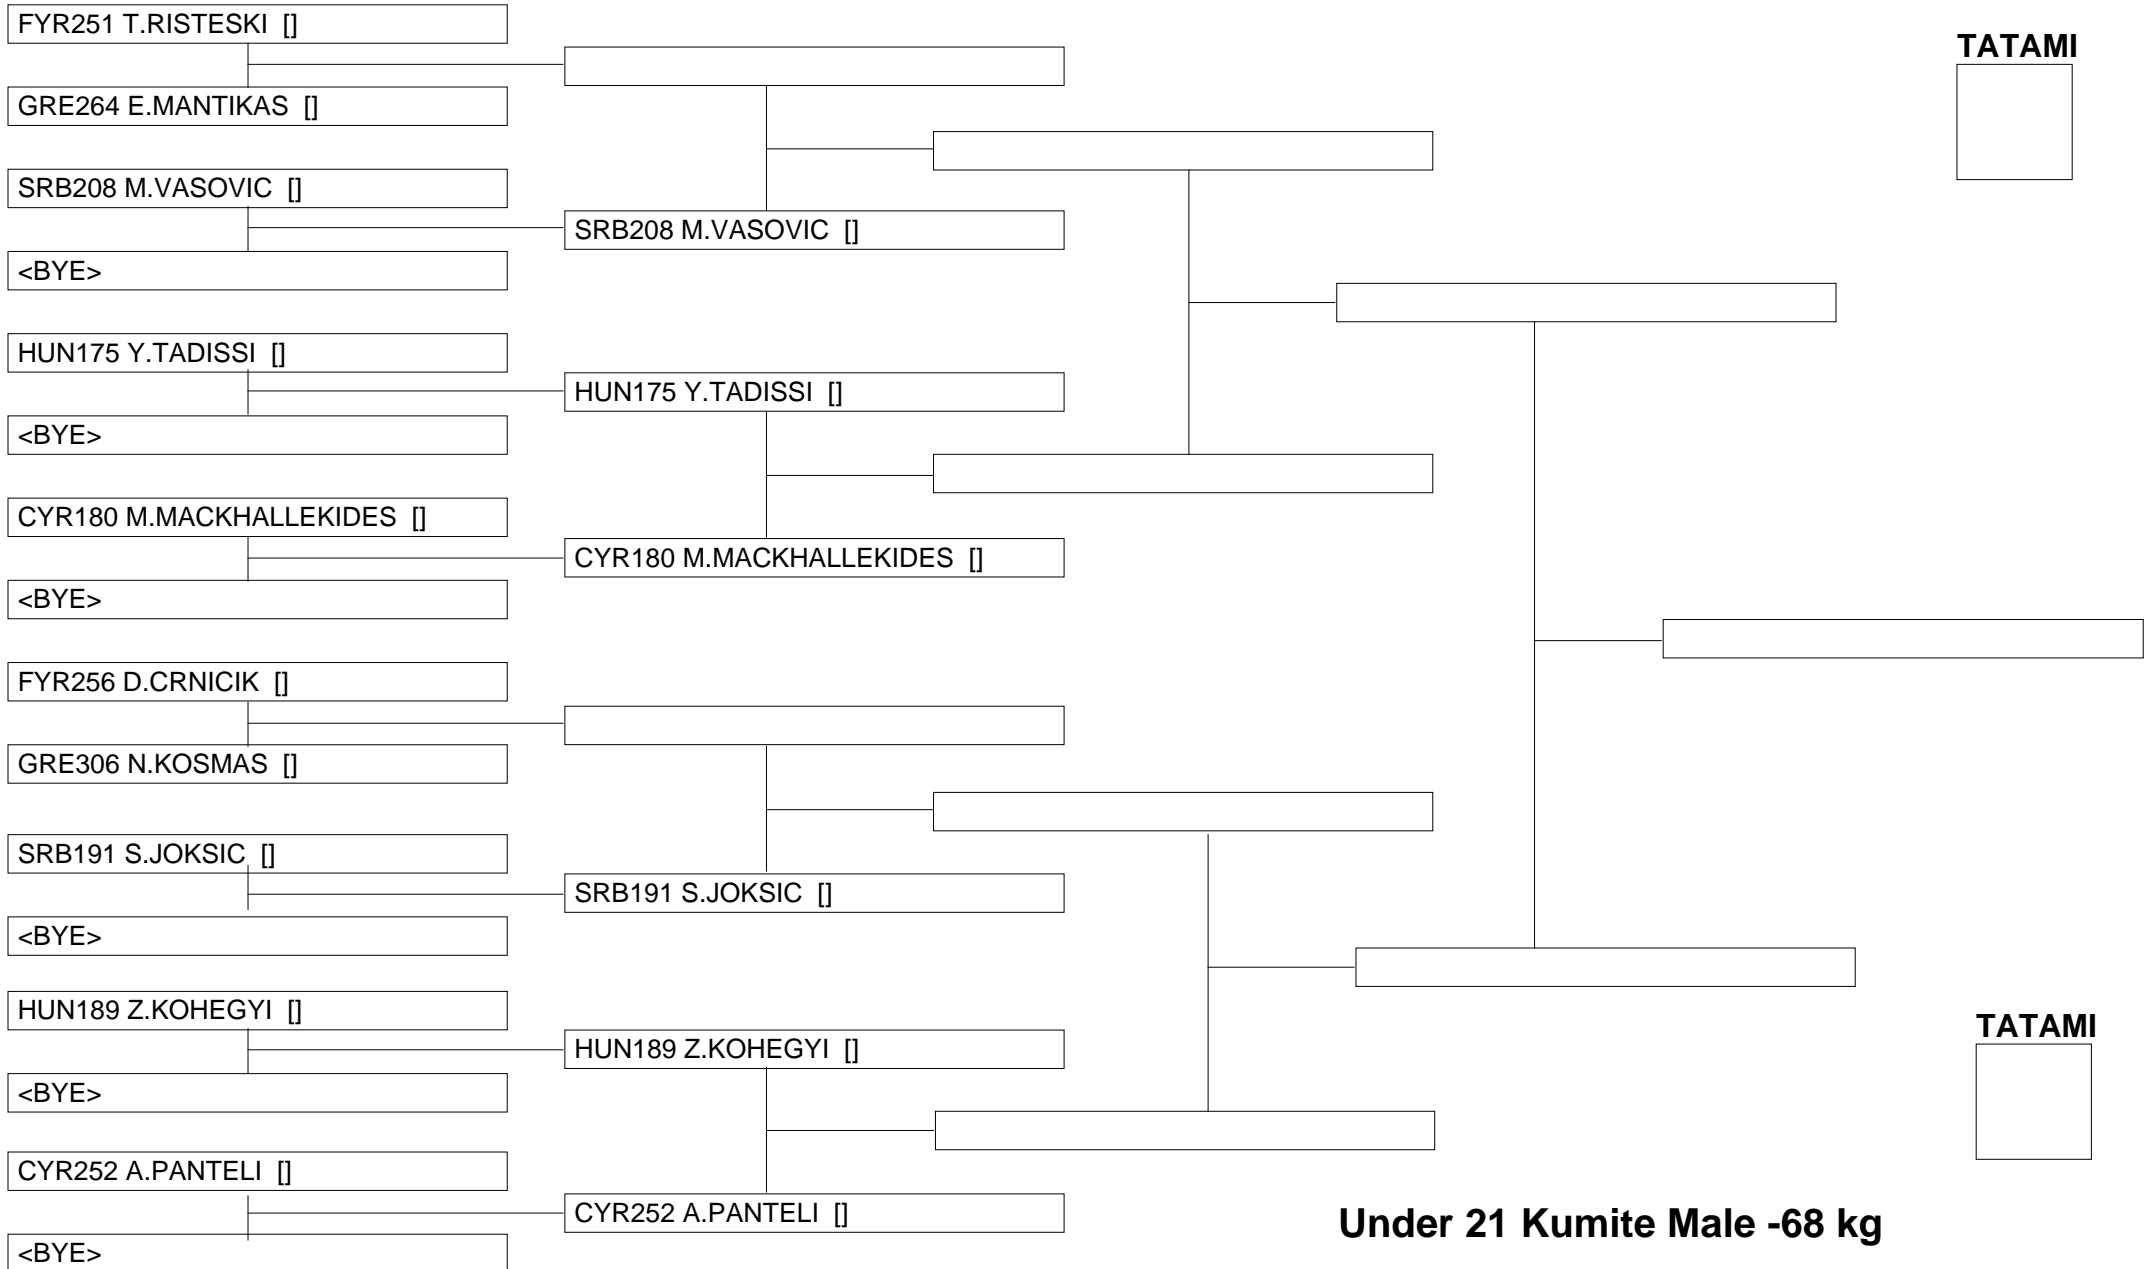 FYR251 T.RISTESKI []
GRE264 E.MANTIKAS []
SRB208 M.VASOVIC []
<BYE>
HUN175 Y.TADISSI []
<BYE>
CYR180 M.MACKHALLEKIDES []
<BYE>
FYR256 D.CRNICIK []
GRE306 N.KOSMAS []
SRB191 S.JOKSIC []
<BYE>
HUN189 Z.KOHEGYI []
<BYE>
CYR252 A.PANTELI []
<BYE>
SRB208 M.VASOVIC []
HUN175 Y.TADISSI []
CYR180 M.MACKHALLEKIDES []
SRB191 S.JOKSIC []
HUN189 Z.KOHEGYI []
CYR252 A.PANTELI []
TATAMI
TATAMI
Under 21 Kumite Male -68 kg